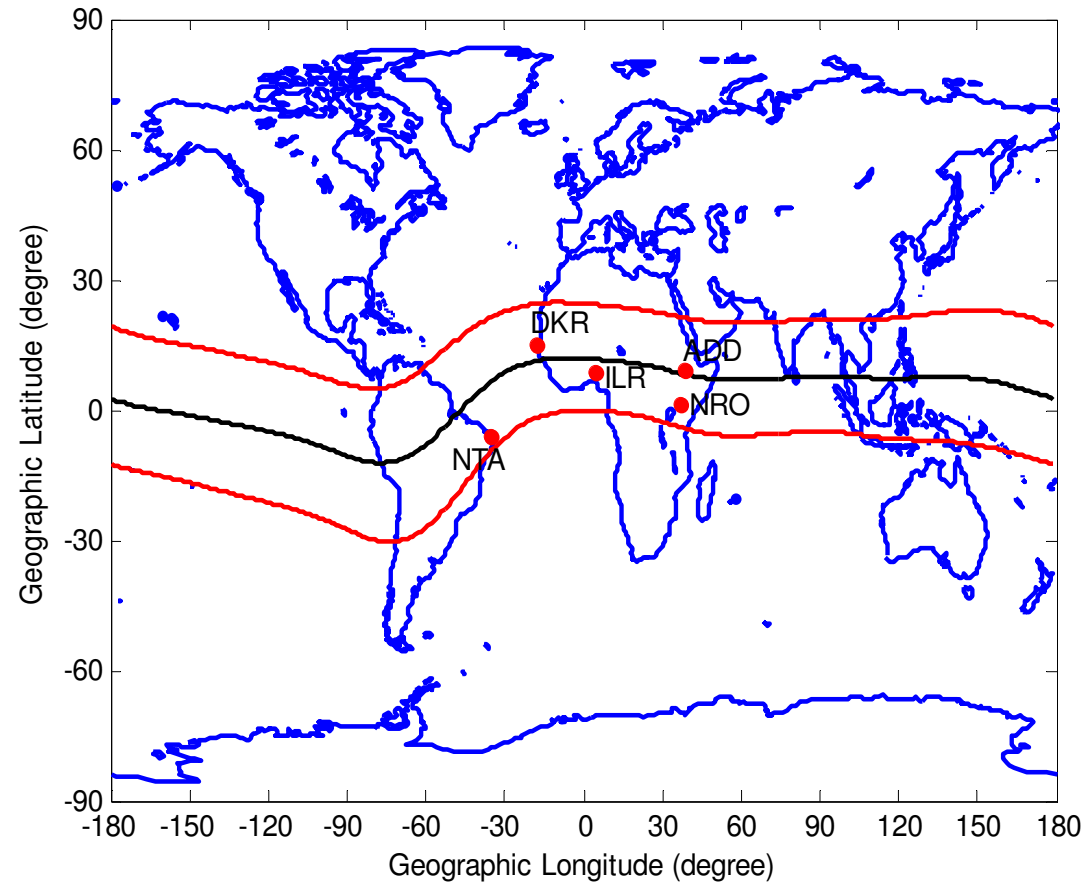 90
60
30
0
-30
-60
-90
Geographic Latitude (degree)
DKR
ADD
ILR
NRO
NTA
-180 -150 -120 -90 -60 -30 0 30 60 90 120 150 180
Geographic Longitude (degree)